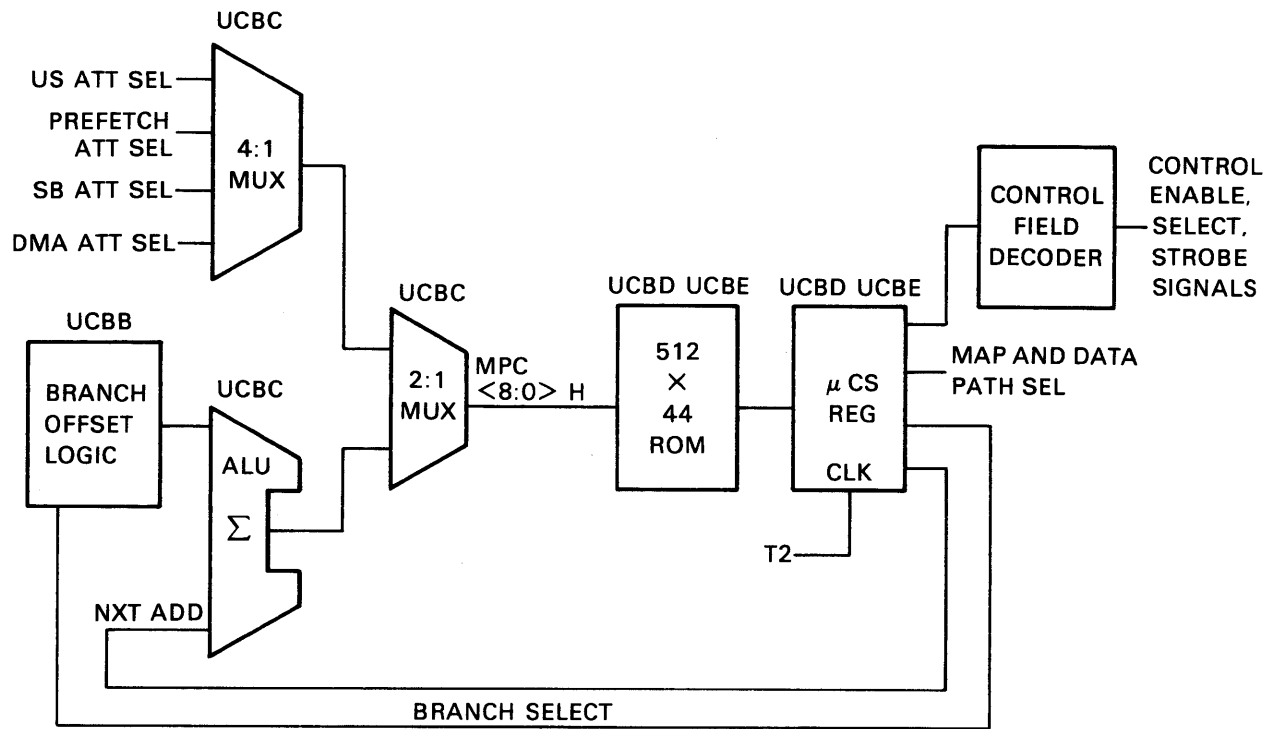 UCBC
US ATT SEL
PREFETCH
ATT SEL
SB ATT SEL
DMA ATT SEL
4:1
MUX
UCBB
BRANCH
OFFSET
LOGIC
UCBC
ALU
Σ
NXT ADD
UCBC
2:1
MUX
MPC
<8:0> H
UCBD UCBE
512
×
44
ROM
UCBD UCBE
μ CS
REG
CLK
T2
CONTROL
FIELD
DECODER
CONTROL
ENABLE,
SELECT,
STROBE
SIGNALS
MAP AND DATA
PATH SEL
BRANCH SELECT